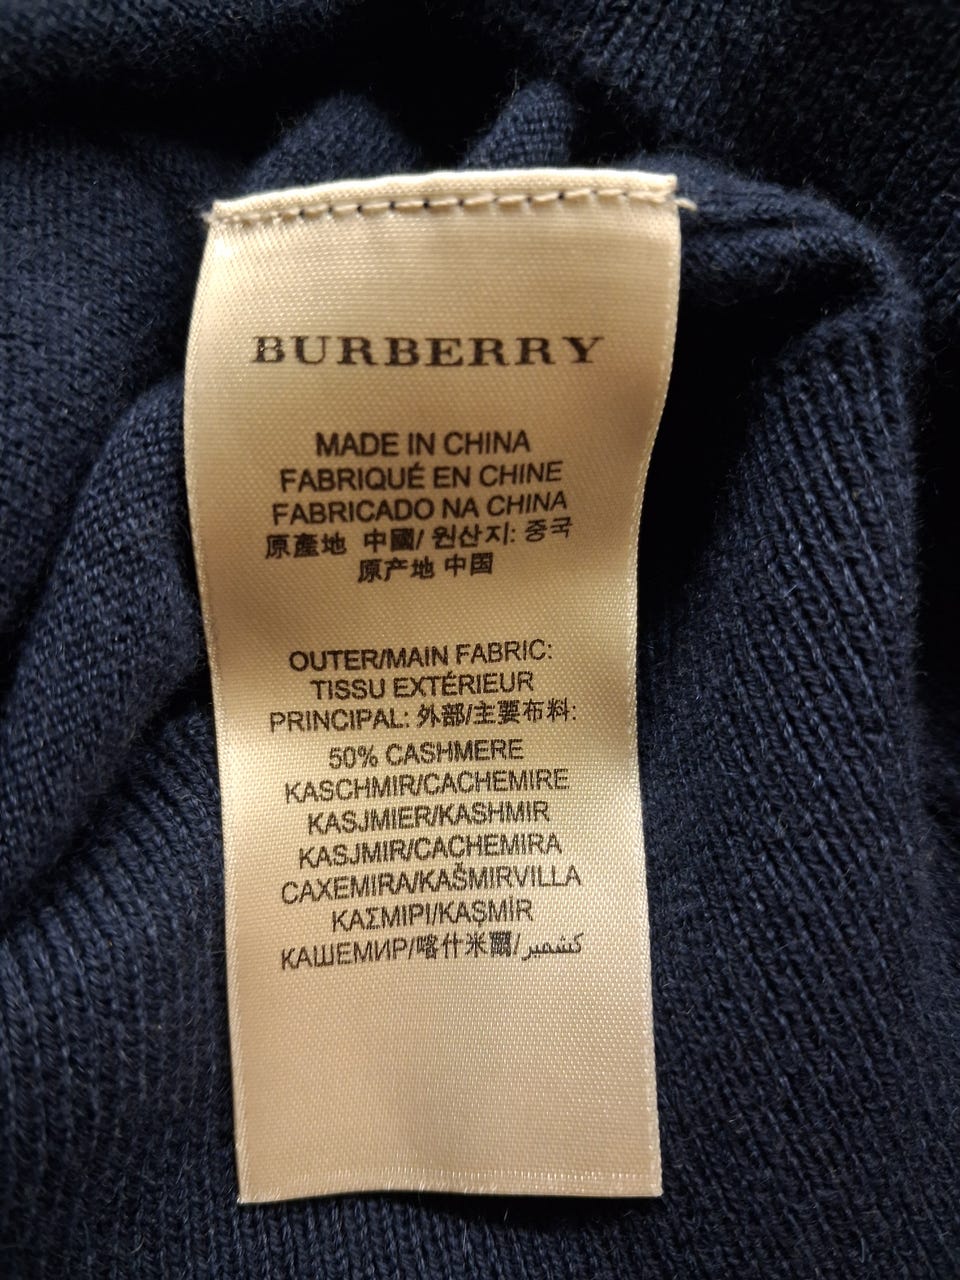 BURBERRY
MADE IN CHINA
FABRIQUÉ EN CHINE
FABRICADO NA CHINA
原產地 中國/ 원산지: 중국
原产地 中国
OUTER/MAIN FABRIC:
TISSU EXTÉRIEUR
PRINCIPAL: 外部/主要布料:
50% CASHMERE
KASCHMIR/CACHEMIRE
KASJMIER/KASHMIR
KASJMIR/CAÇHEMIRA
CAXEMIRA/KAŠMIRVILLA
ΚΑΣΜΙΡΙ/KAŞMİR
КАШЕМИР/喀什米爾/كشمير